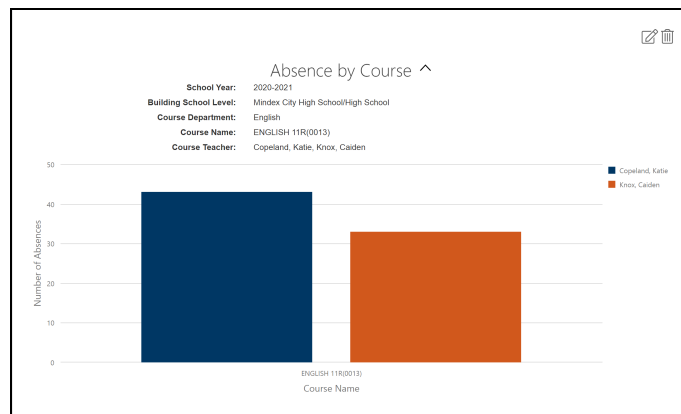 Absence by Course
School Year: 2020-2021
Building School Level: Mindex City High School/High School
Course Department: English
Course Name: ENGLISH 11R(0013)
Course Teacher: Copeland, Katie, Knox, Caiden
50
40
30
20
10
0
Number of Absences
ENGLISH 11R(0013)
Course Name
Copeland, Katie
Knox, Caiden